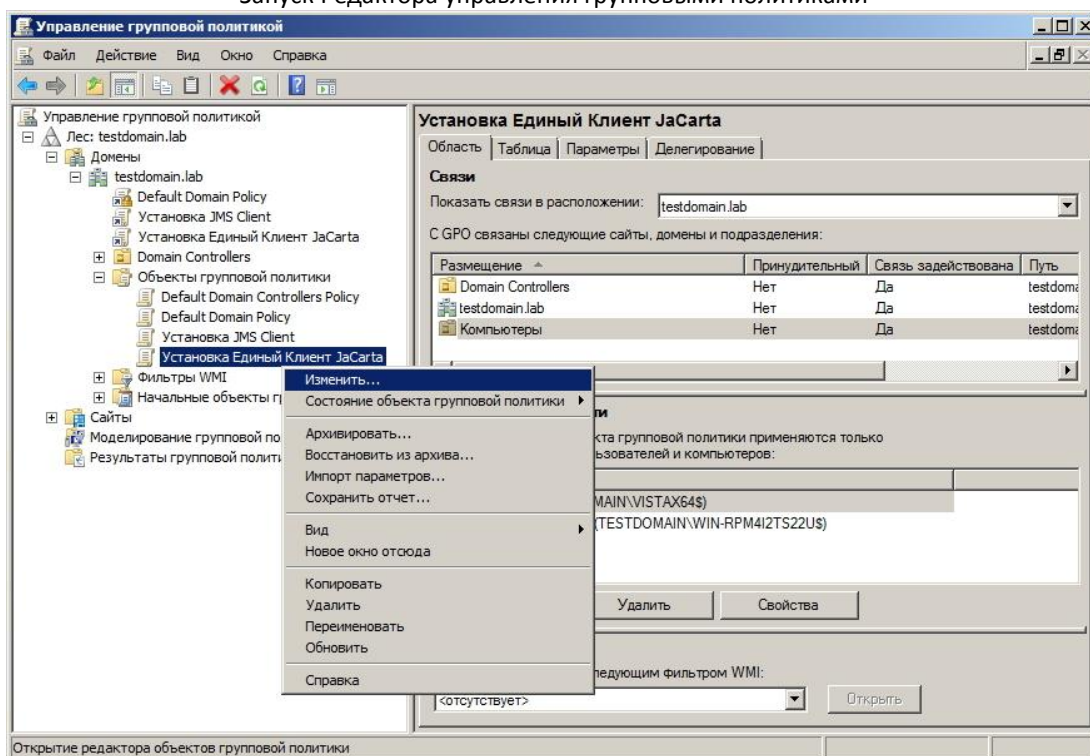 Запуск Редактора управления групповыми политиками
Управление групповой политикой
Файл Действие Вид Окно Справка
Управление групповой политикой
Лес: testdomain.lab
Домены
testdomain.lab
Default Domain Policy
Установка JMS Client
Установка Единый Клиент JaCarta
Domain Controllers
Объекты групповой политики
Default Domain Controllers Policy
Default Domain Policy
Установка JMS Client
Установка Единый Клиент JaCarta
Фильтры WMI
Начальные объекты гр
Сайты
Моделирование групповой по
Результаты групповой полити
Изменить...
Состояние объекта групповой политики
Архивировать...
Восстановить из архива...
Импорт параметров...
Сохранить отчет...
Вид
Новое окно отсюда
Копировать
Удалить
Переименовать
Обновить
Справка
Установка Единый Клиент JaCarta
Область Таблица Параметры Делегирование
Связи
Показать связи в расположении: testdomain.lab
С GPO связаны следующие сайты, домены и подразделения:
Размещение Принудительный Связь задействована Путь
Domain Controllers Нет Да testdoma
testdomain.lab Нет Да testdoma
Компьютеры Нет Да testdoma
ти
кта групповой политики применяются только
ьзователей и компьютеров:
MAIN\VISTAX64$)
(TESTDOMAIN\WIN-RPM4I2TS22U$)
Удалить Свойства
ледующим фильтром WMI:
<отсутствует> Открыть
Открытие редактора объектов групповой политики